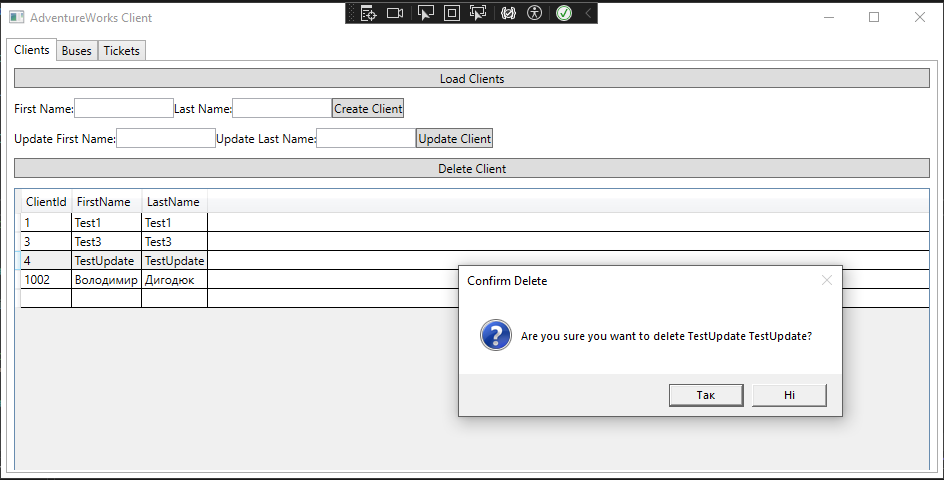 AdventureWorks Client
Clients Buses Tickets
Load Clients
First Name: Last Name: Create Client
Update First Name: Update Last Name: Update Client
Delete Client
ClientId FirstName LastName
1 Test1 Test1
3 Test3 Test3
4 TestUpdate TestUpdate
1002 Володимир Дигодюк
Confirm Delete
Are you sure you want to delete TestUpdate TestUpdate?
Так Ні